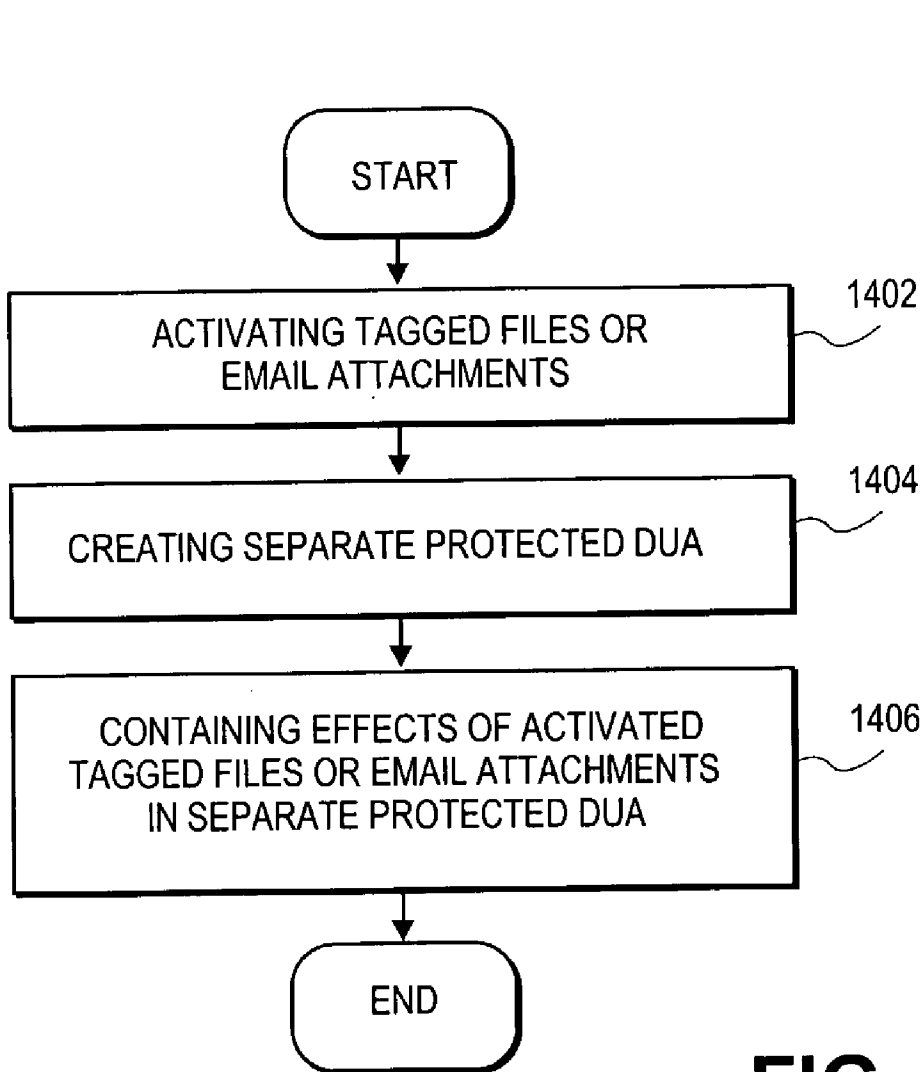 START
ACTIVATING TAGGED FILES OR
EMAIL ATTACHMENTS
1402
CREATING SEPARATE PROTECTED DUA
1404
CONTAINING EFFECTS OF ACTIVATED
TAGGED FILES OR EMAIL ATTACHMENTS
IN SEPARATE PROTECTED DUA
1406
END
FIG